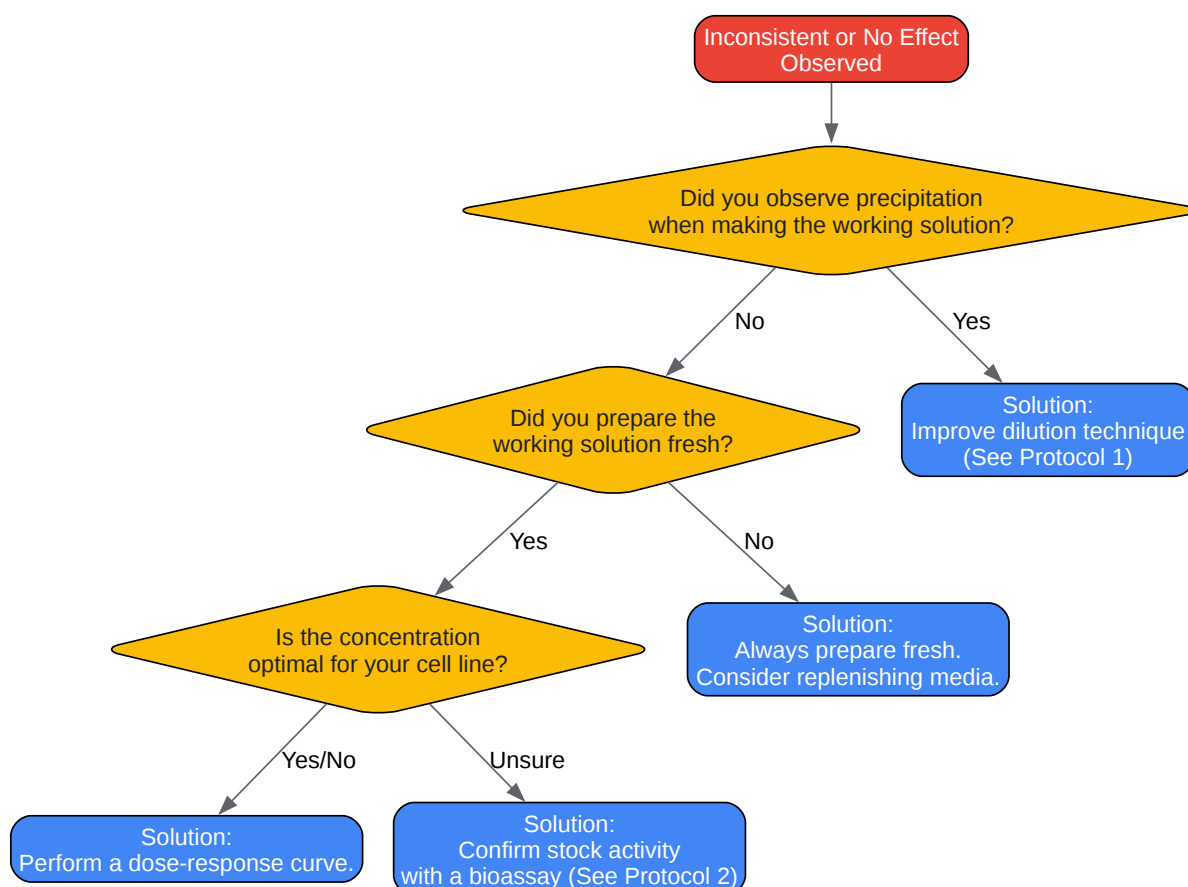 Inconsistent or No Effect
Observed
Did you observe precipitation
when making the working solution?
No
Yes
Did you prepare the
working solution fresh?
Solution:
Improve dilution technique
(See Protocol 1)
Yes
No
Is the concentration
optimal for your cell line?
Solution:
Always prepare fresh.
Consider replenishing media.
Yes/No
Unsure
Solution:
Perform a dose-response curve.
Solution:
Confirm stock activity
with a bioassay (See Protocol 2)